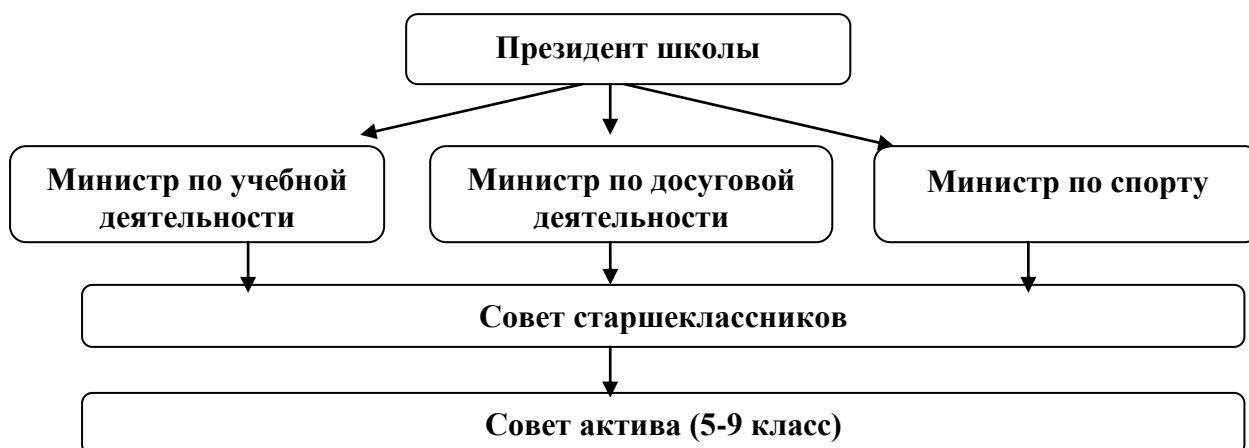 Президент школы
Министр по учебной
деятельности
Министр по досуговой
деятельности
Министр по спорту
Совет старшеклассников
Совет актива (5-9 класс)